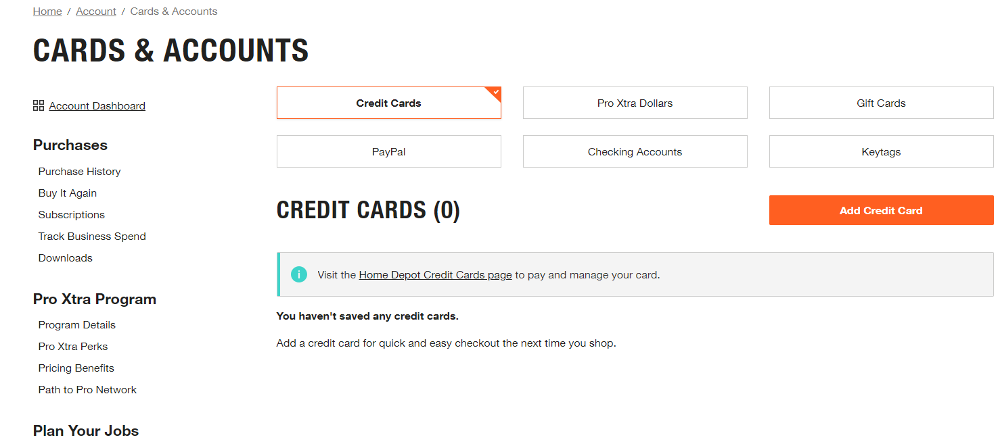 Home / Account / Cards & Accounts
CARDS & ACCOUNTS
Account Dashboard
Purchases
Purchase History
Buy It Again
Subscriptions
Track Business Spend
Downloads
Pro Xtra Program
Program Details
Pro Xtra Perks
Pricing Benefits
Path to Pro Network
Plan Your Jobs
Credit Cards
Pro Xtra Dollars
Gift Cards
PayPal
Checking Accounts
Keytags
CREDIT CARDS (0)
Add Credit Card
Visit the Home Depot Credit Cards page to pay and manage your card.
You haven't saved any credit cards.
Add a credit card for quick and easy checkout the next time you shop.